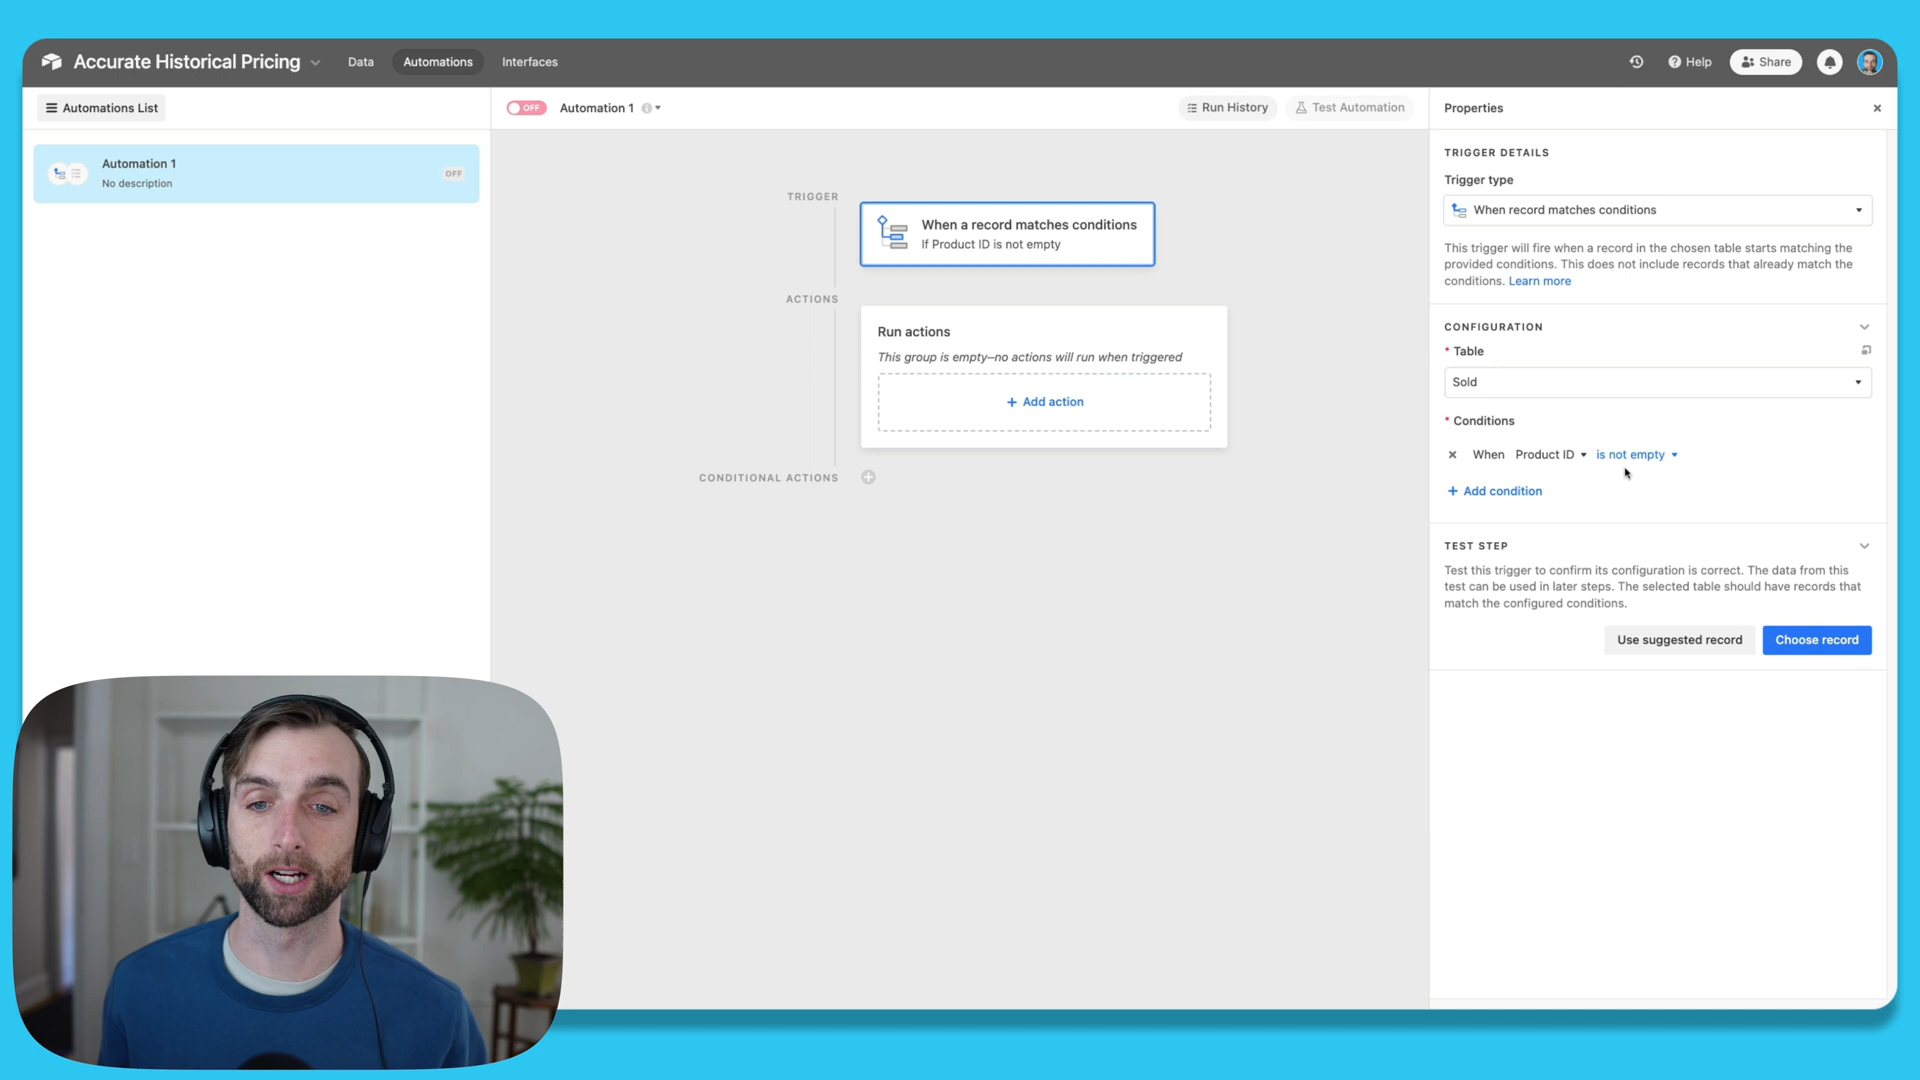 Accurate Historical Pricing
Data
Automations
Interfaces
Help
Share
Automations List
OFF
Automation 1
Run History
Test Automation
Properties
Automation 1
No description
OFF
TRIGGER
When a record matches conditions
If Product ID is not empty
ACTIONS
Run actions
This group is empty–no actions will run when triggered
+ Add action
CONDITIONAL ACTIONS
TRIGGER DETAILS
Trigger type
When record matches conditions
This trigger will fire when a record in the chosen table starts matching the
provided conditions. This does not include records that already match the
conditions. Learn more
CONFIGURATION
* Table
Sold
* Conditions
When Product ID is not empty
+ Add condition
TEST STEP
Test this trigger to confirm its configuration is correct. The data from this
test can be used in later steps. The selected table should have records that
match the configured conditions.
Use suggested record
Choose record